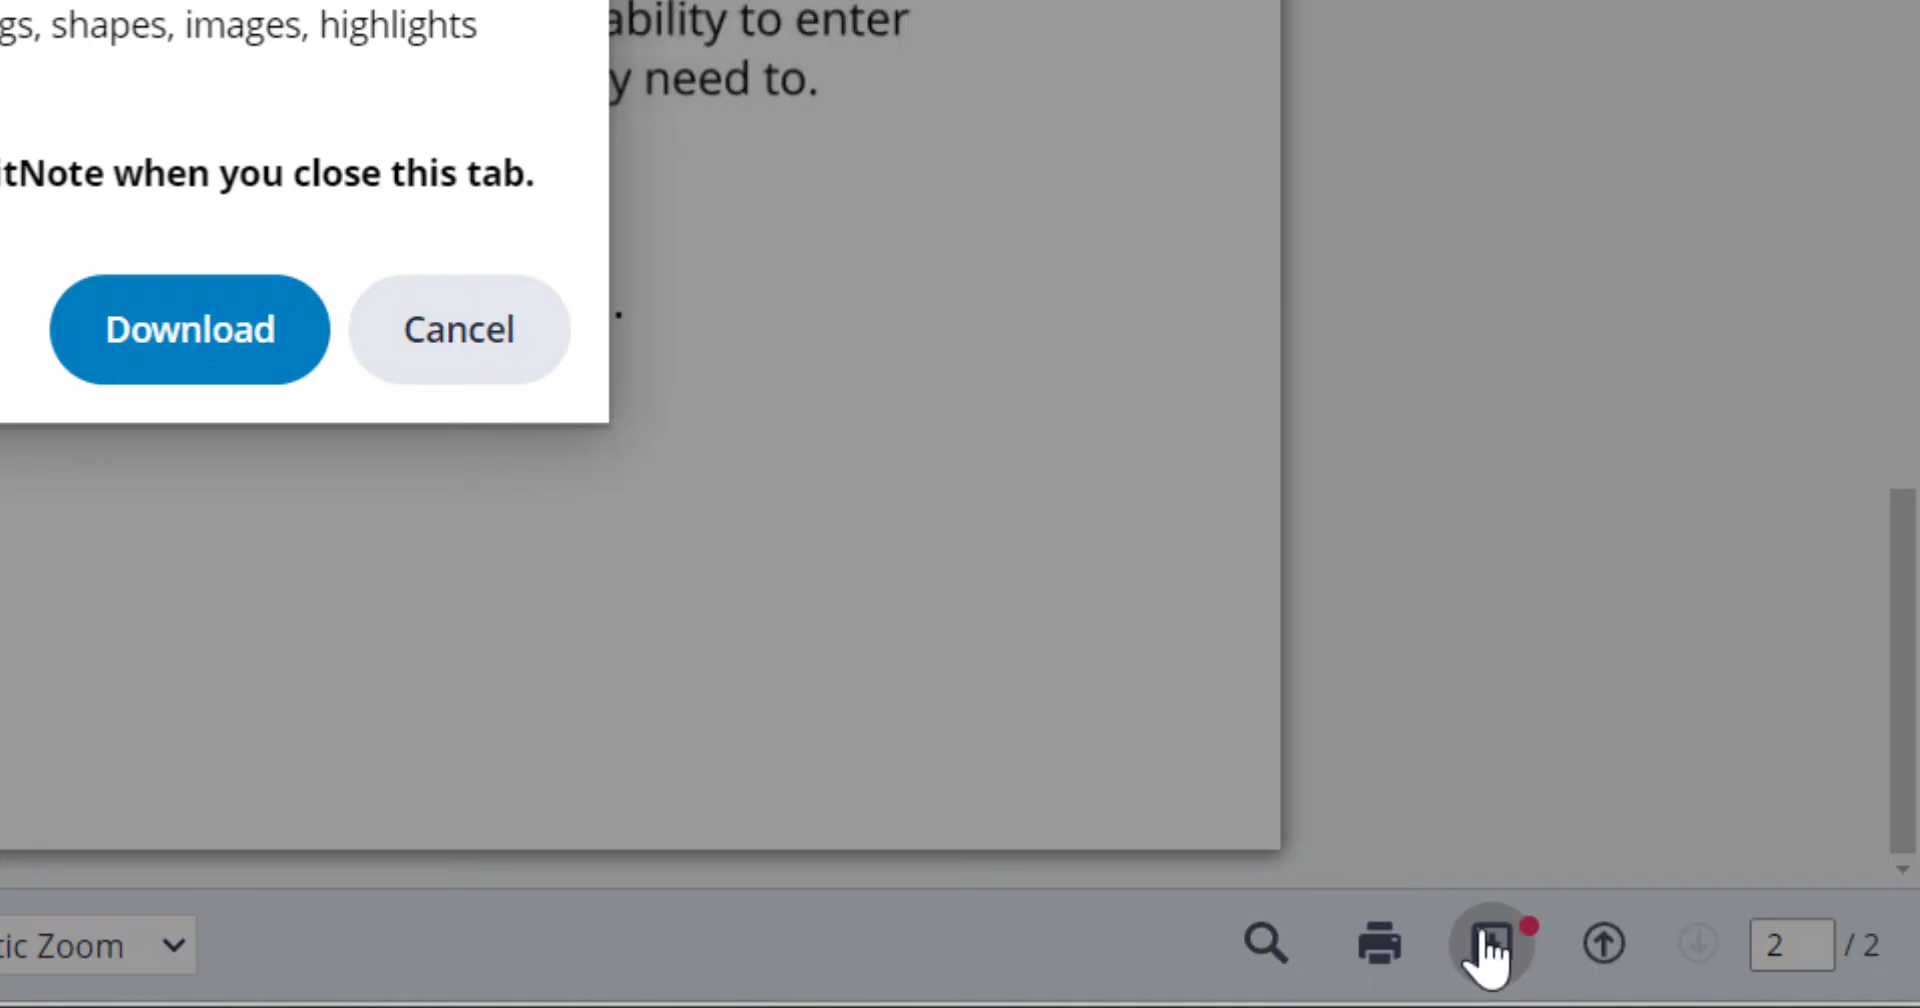 gs, shapes, images, highlights
ability to enter
y need to.
itNote when you close this tab.
.
Download
Cancel
tic Zoom
2
/ 2